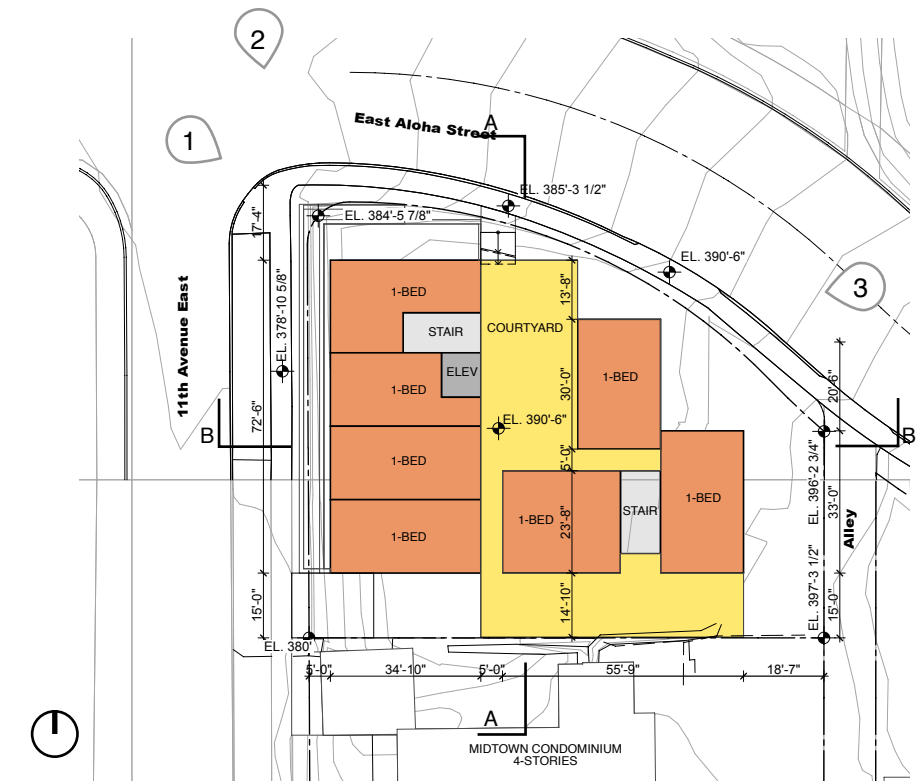 2
1
East Aloha Street
A
EL. 385'-3 1/2"
EL. 384'-5 7/8"
17'-4"
EL. 390'-6"
3
11th Avenue East
EL. 378'-10 5/8"
1-BED
13'-8"
STAIR
COURTYARD
ELEV
1-BED
30'-0"
1-BED
20'-6"
72'-6"
EL. 390'-6"
B
B
1-BED
5'-0"
EL. 396'-2 3/4"
33'-0"
1-BED
STAIR
1-BED
23'-8"
Alley
1-BED
15'-0"
14'-10"
EL. 397'-3 1/2"
15'-0"
EL. 380'
5'-0"
34'-10"
5'-0"
55'-9"
18'-7"
A
MIDTOWN CONDOMINIUM
4-STORIES